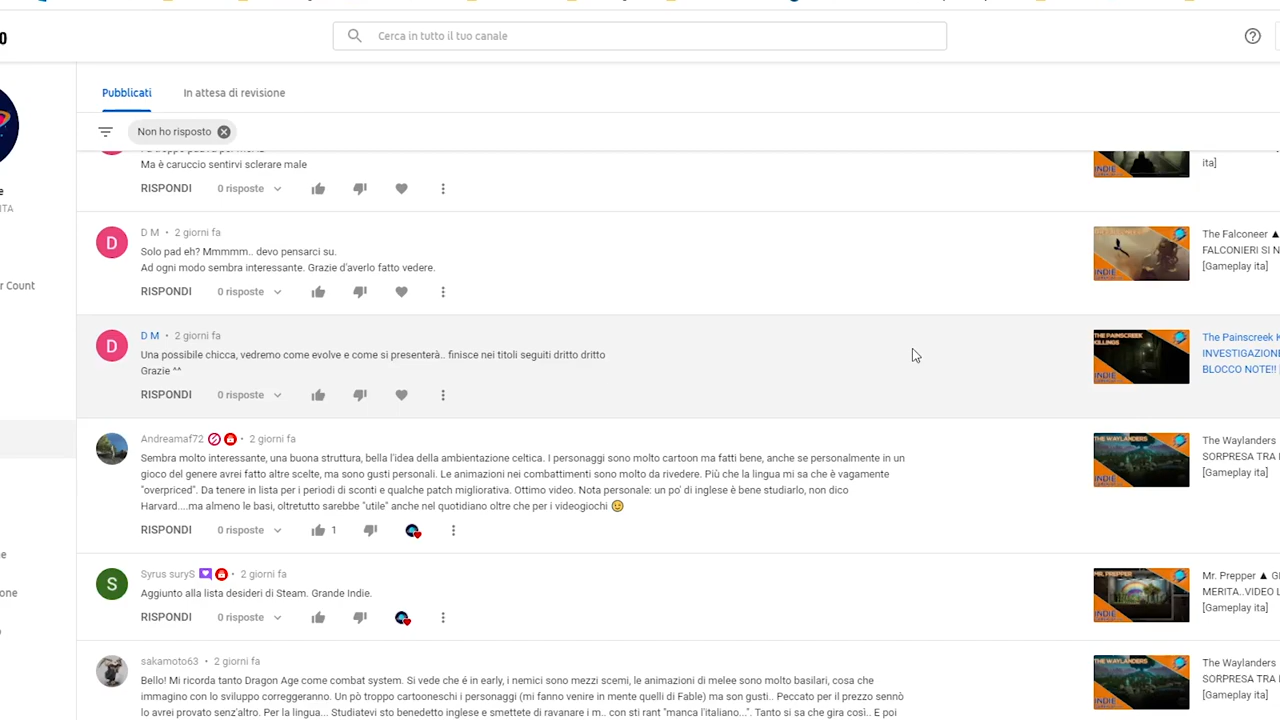 Cerca in tutto il tuo canale
Pubblicati
In attesa di revisione
Non ho risposto
Ma è caruccio sentirvi sclerare male
RISPONDI 0 risposte
ita]
D M • 2 giorni fa
Solo pad eh? Mmmmm.. devo pensarci su.
Ad ogni modo sembra interessante. Grazie d'averlo fatto vedere.
RISPONDI 0 risposte
The Falconeer ▲
FALCONIERI SI N
[Gameplay ita]
r Count
D M • 2 giorni fa
Una possibile chicca, vedremo come evolve e come si presenterà.. finisce nei titoli seguiti dritto dritto
Grazie ^^
RISPONDI 0 risposte
THE PAINSCREEK
KILLINGS
The Painscreek K
INVESTIGAZIONE
BLOCCO NOTE!! [
Andreamaf72 • 2 giorni fa
Sembra molto interessante, una buona struttura, bella l'idea della ambientazione celtica. I personaggi sono molto cartoon ma fatti bene, anche se personalmente in un
gioco del genere avrei fatto altre scelte, ma sono gusti personali. Le animazioni nei combattimenti sono molto da rivedere. Più che la lingua mi sa che è vagamente
"overpriced". Da tenere in lista per i periodi di sconti e qualche patch migliorativa. Ottimo video. Nota personale: un po' di inglese è bene studiarlo, non dico
Harvard....ma almeno le basi, oltretutto sarebbe "utile" anche nel quotidiano oltre che per i videogiochi 🙂
RISPONDI 0 risposte 1
THE WAYLANDERS
INDIE
The Waylanders
SORPRESA TRA I
[Gameplay ita]
Syrus suryS • 2 giorni fa
Aggiunto alla lista desideri di Steam. Grande Indie.
RISPONDI 0 risposte
MR. PREPPER
INDIE
Mr. Prepper ▲ GI
MERITA..VIDEO L
[Gameplay ita]
sakamoto63 • 2 giorni fa
Bello! Mi ricorda tanto Dragon Age come combat system. Si vede che é in early, i nemici sono mezzi scemi, le animazioni di melee sono molto basilari, cosa che
immagino con lo sviluppo correggeranno. Un pò troppo cartooneschi i personaggi (mi fanno venire in mente quelli di Fable) ma son gusti.. Peccato per il prezzo sennò
lo avrei provato senz'altro. Per la lingua... Studiatevi sto benedetto inglese e smettete di ravanare i m.. con sti rant "manca l'italiano...". Tanto si sa che gira così.. E poi
THE WAYLANDERS
INDIE
The Waylanders
SORPRESA TRA I
[Gameplay ita]